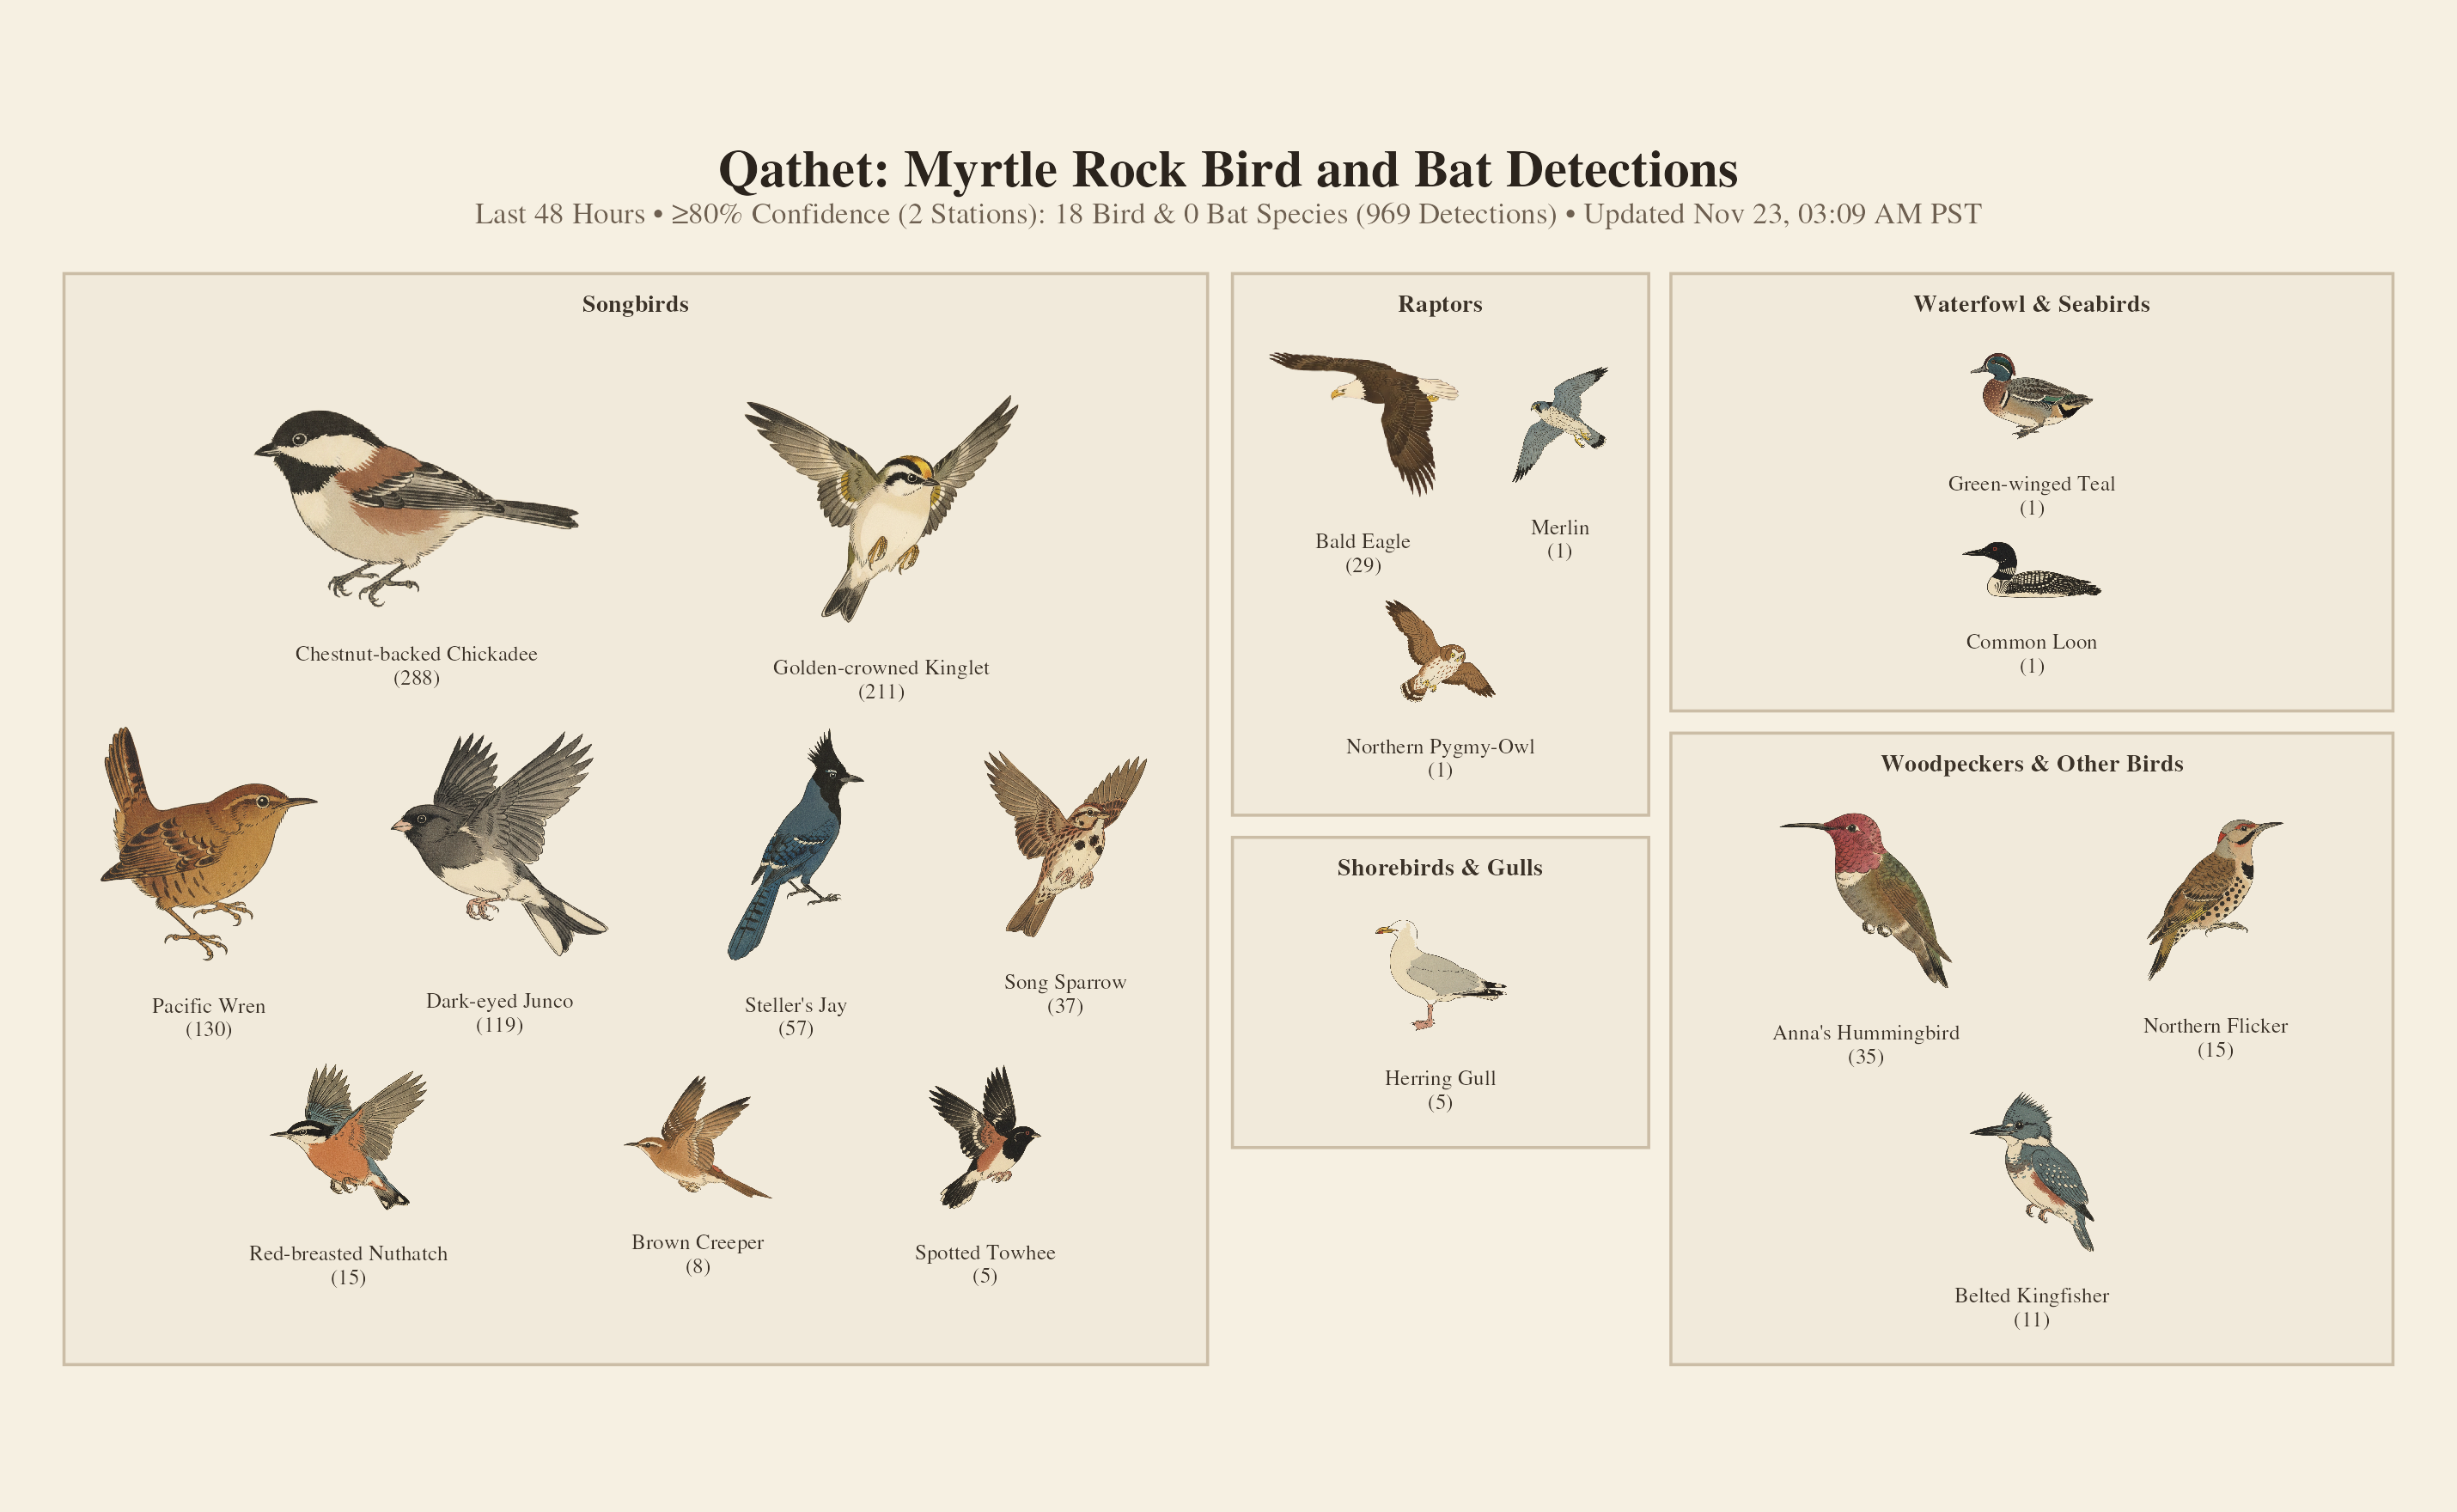 Qathet: Myrtle Rock Bird and Bat Detections
Last 48 Hours • ≥80% Confidence (2 Stations): 18 Bird & 0 Bat Species (969 Detections) • Updated Nov 23, 03:09 AM PST
Songbirds
Chestnut-backed Chickadee
(288)
Golden-crowned Kinglet
(211)
Pacific Wren
(130)
Dark-eyed Junco
(119)
Steller's Jay
(57)
Song Sparrow
(37)
Red-breasted Nuthatch
(15)
Brown Creeper
(8)
Spotted Towhee
(5)
Raptors
Bald Eagle
(29)
Merlin
(1)
Northern Pygmy-Owl
(1)
Shorebirds & Gulls
Herring Gull
(5)
Waterfowl & Seabirds
Green-winged Teal
(1)
Common Loon
(1)
Woodpeckers & Other Birds
Anna's Hummingbird
(35)
Northern Flicker
(15)
Belted Kingfisher
(11)